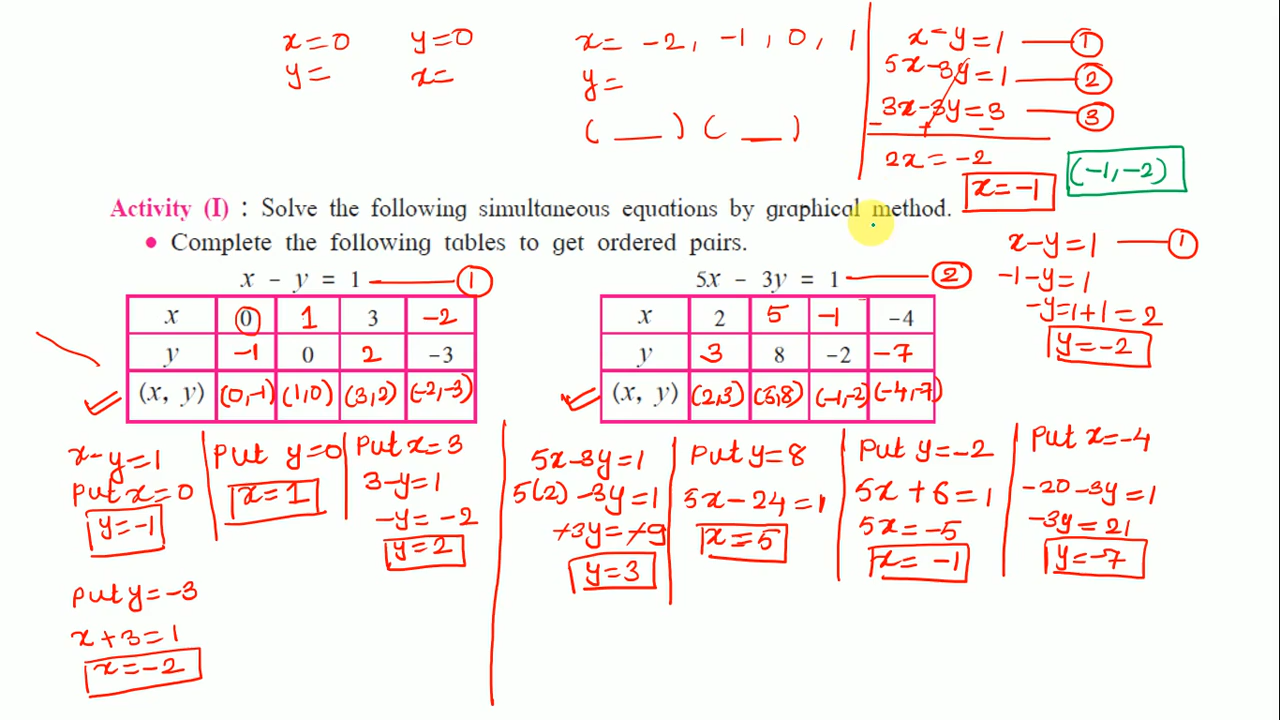 x=0 y=0
y= x=
x= -2, -1, 0, 1
y=
( __ ) ( __ )
x-y=1 — ①
5x-3y=1 — ②
3x-3y=3 — ③
- + -
2x=-2
x=-1
(-1,-2)
Activity (I) : Solve the following simultaneous equations by graphical method.
• Complete the following tables to get ordered pairs.
x - y = 1 — ①
x 0 1 3 -2
y -1 0 2 -3
(x, y) (0,-1) (1,0) (3,2) (-2,-3)
5x - 3y = 1 — ②
x 2 5 -1 -4
y 3 8 -2 -7
(x, y) (2,3) (5,8) (-1,-2) (-4,-7)
x-y=1 — ①
-1-y=1
-y=1+1=2
y=-2
x-y=1
Put x=0
y=-1
Put y=0
x=1
Put x=3
3-y=1
-y=-2
y=2
Put y=-3
x+3=1
x=-2
5x-3y=1
5(2)-3y=1
-3y=-9
y=3
Put y=8
5x-24=1
x=5
Put y=-2
5x+6=1
5x=-5
x=-1
Put x=-4
-20-3y=1
-3y=21
y=-7